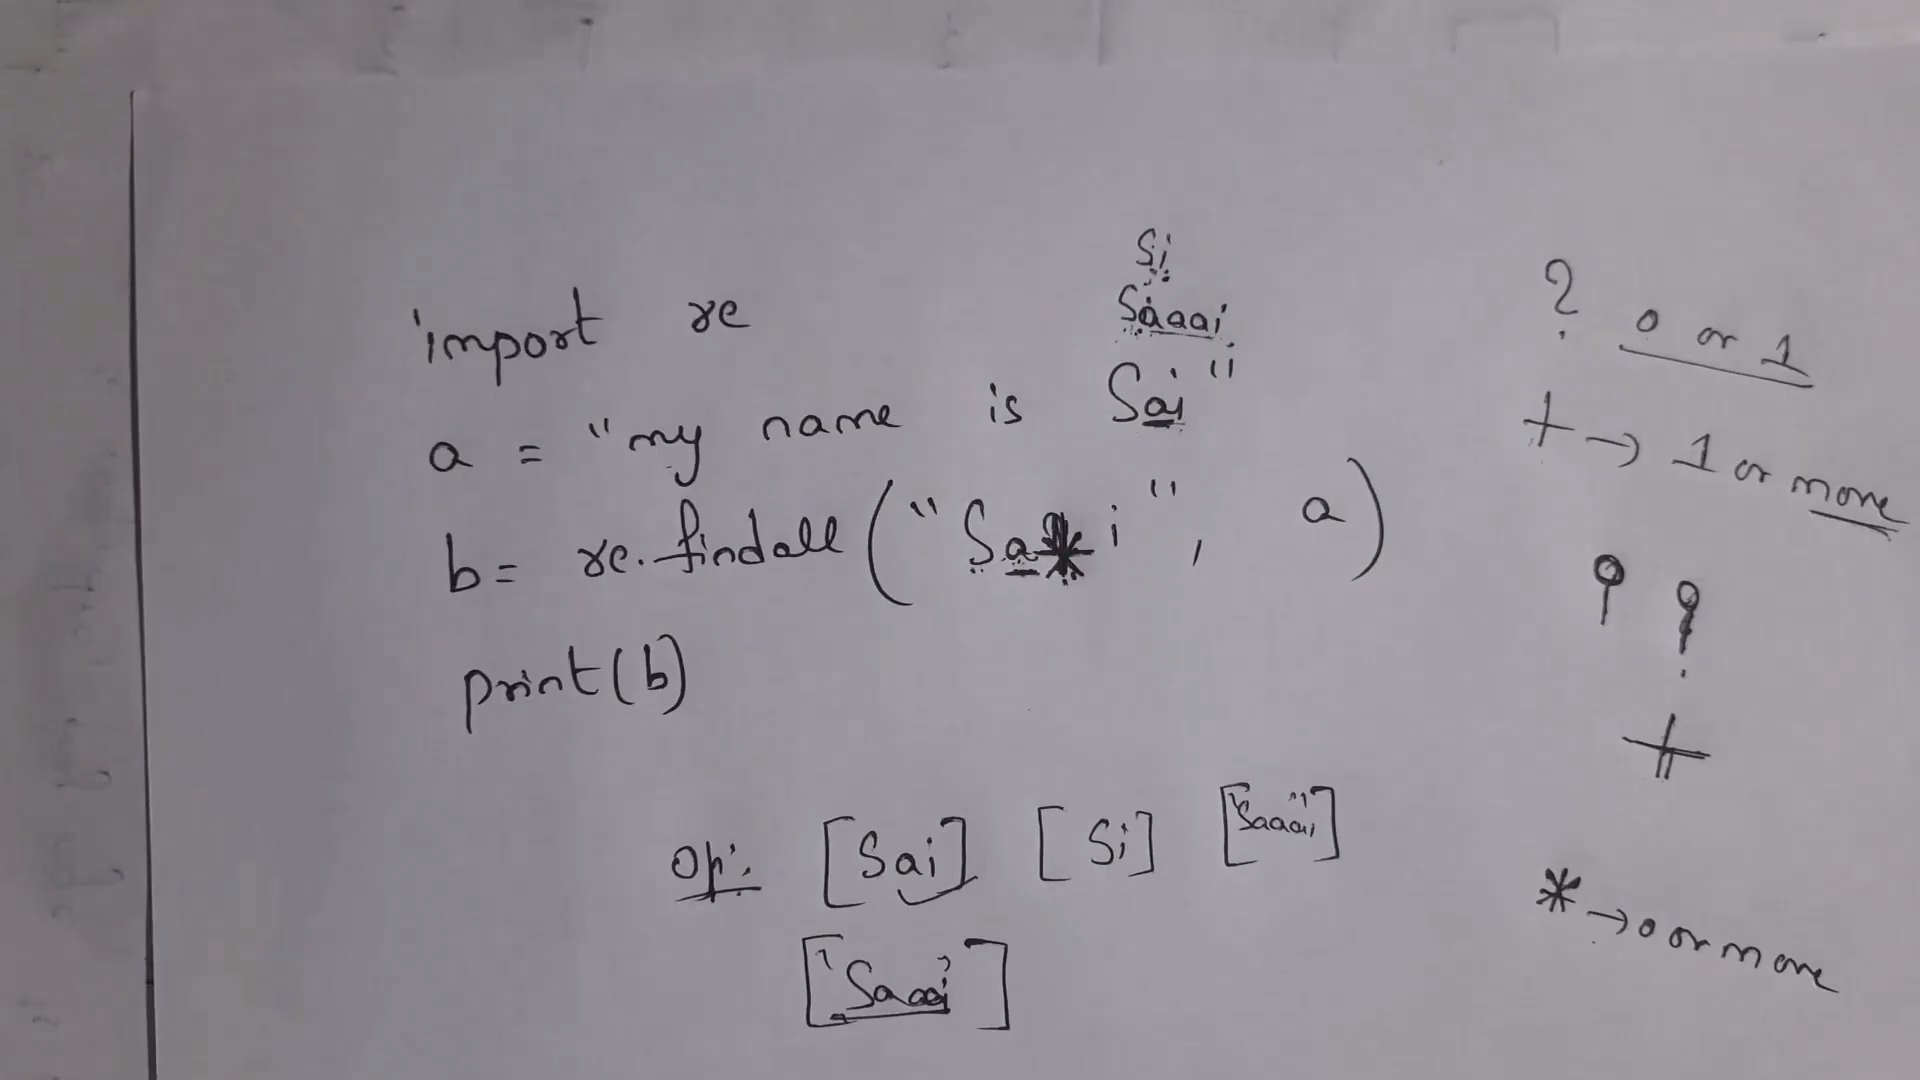 Si
Saaai
import re
a = "my name is Sai"
b= re.findall("Sa*i", a)
print(b)
Op:
[Sai] [Si] ["Saaai"]
['Saaai']
? 0 or 1
+ → 1 or more
?
+
* → 0 or more